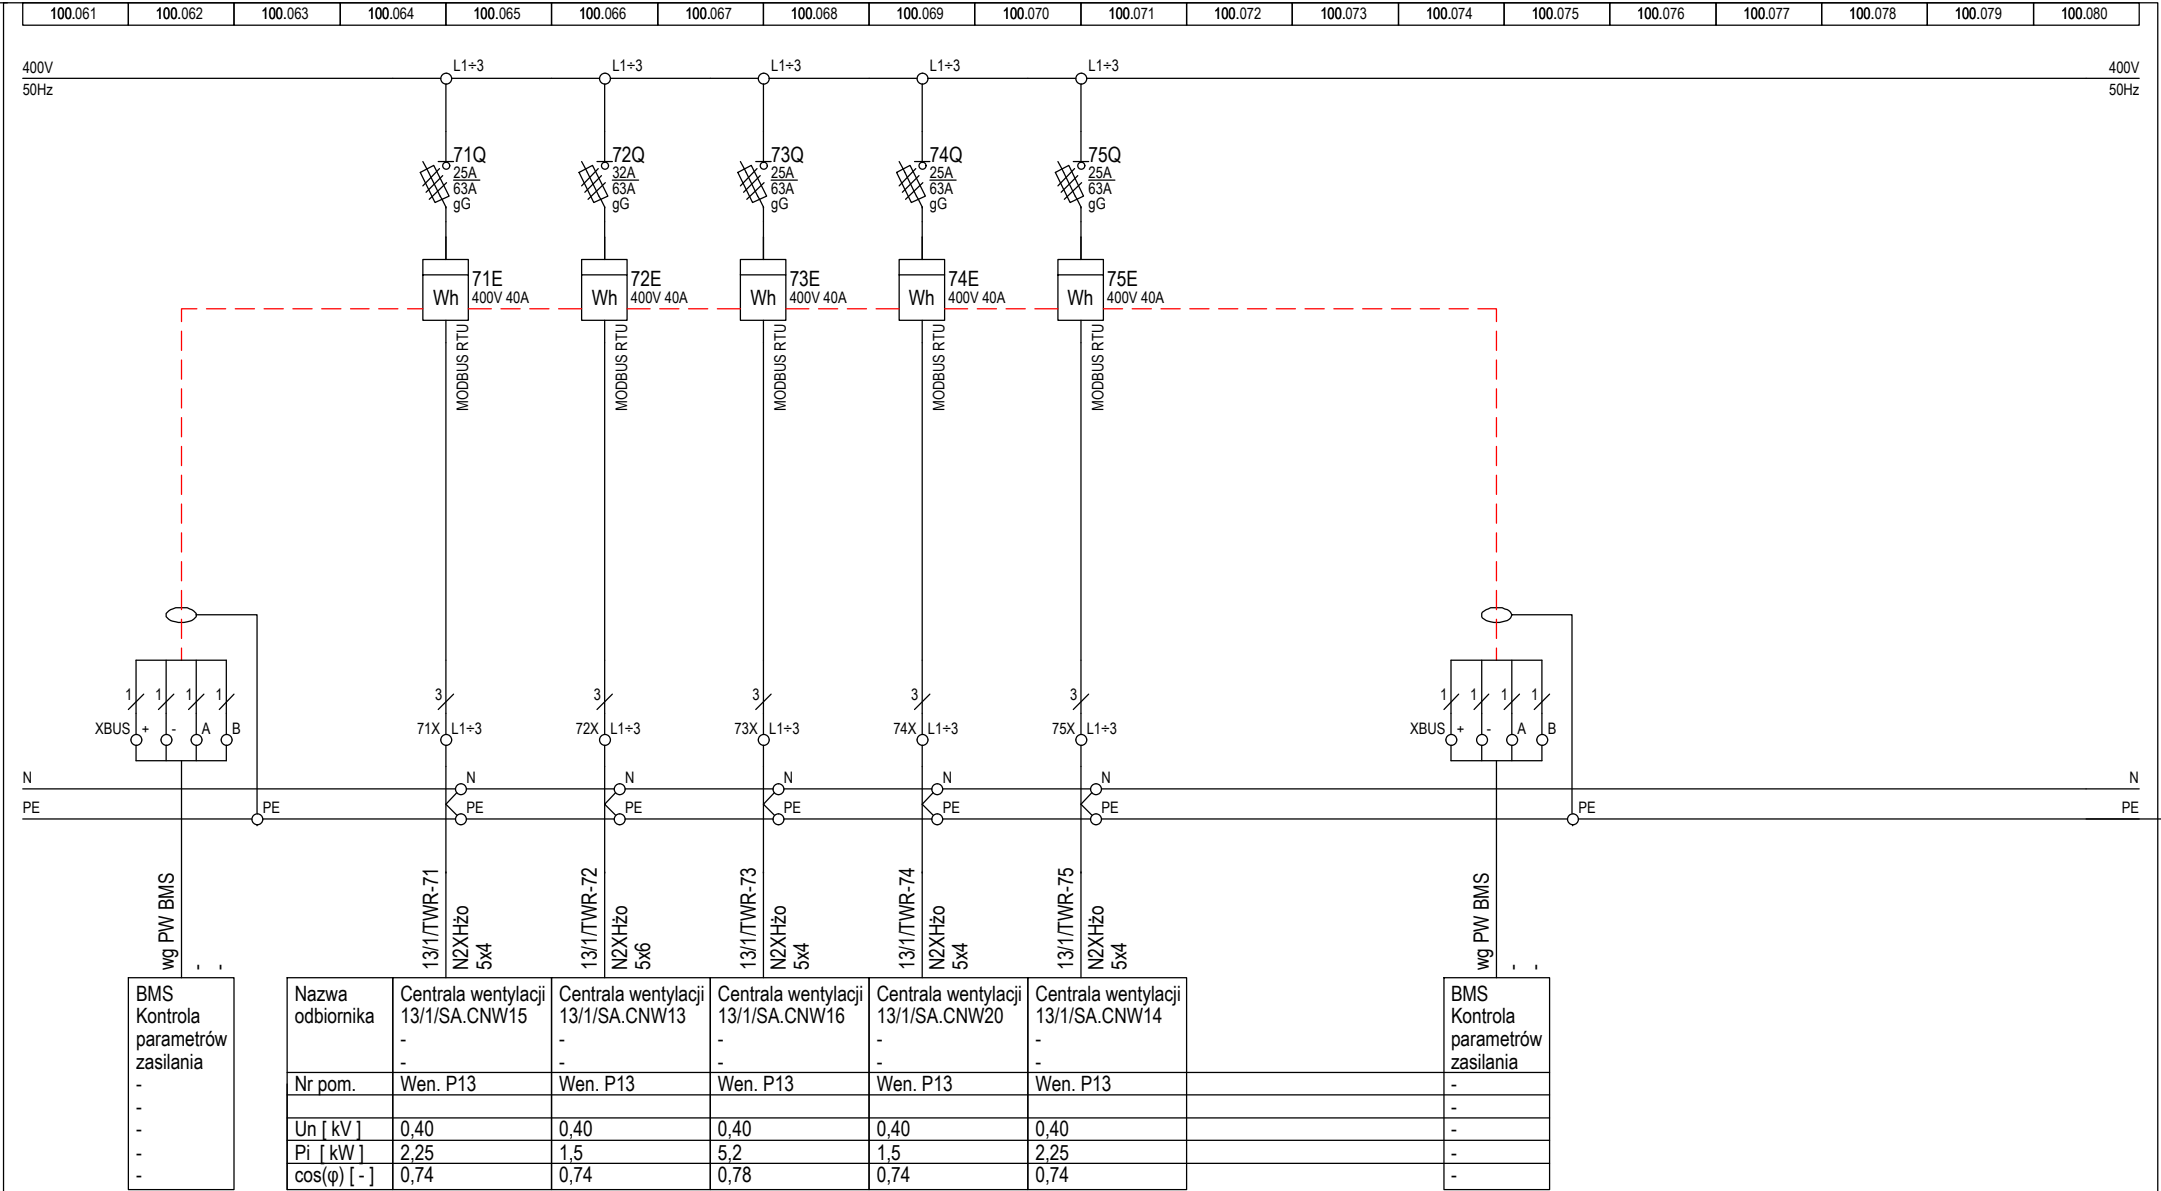 100.061 100.062 100.063 100.064 100.065 100.066 100.067 100.068 100.069 100.070 100.071 100.072 100.073 100.074 100.075 100.076 100.077 100.078 100.079 100.080
400V L1÷3 L1÷3 L1÷3 L1÷3 L1÷3 400V
50Hz 50Hz
71Q 72Q 73Q 74Q 75Q
25A 32A 25A 25A 25A
63A 63A 63A 63A 63A
gG gG gG gG gG
71E 72E 73E 74E 75E
Wh 400V 40A Wh 400V 40A Wh 400V 40A Wh 400V 40A Wh 400V 40A
MODBUS RTU MODBUS RTU MODBUS RTU MODBUS RTU MODBUS RTU
1 1 1 1 3 3 3 3 3 1 1 1 1
XBUS + - A B 71X L1÷3 72X L1÷3 73X L1÷3 74X L1÷3 75X L1÷3 XBUS + - A B
N N N N N N N
PE PE PE PE PE PE PE PE PE
wg PW BMS - -
13/1/TWR-71
N2XHżo
5x4
13/1/TWR-72
N2XHżo
5x6
13/1/TWR-73
N2XHżo
5x4
13/1/TWR-74
N2XHżo
5x4
13/1/TWR-75
N2XHżo
5x4
wg PW BMS - -
BMS
Kontrola
parametrów
zasilania
-
-
-
-
-
Nazwa Centrala wentylacji Centrala wentylacji Centrala wentylacji Centrala wentylacji Centrala wentylacji
odbiornika 13/1/SA.CNW15 13/1/SA.CNW13 13/1/SA.CNW16 13/1/SA.CNW20 13/1/SA.CNW14
- - - - -
- - - - -
Nr pom. Wen. P13 Wen. P13 Wen. P13 Wen. P13 Wen. P13
Un [ kV ] 0,40 0,40 0,40 0,40 0,40
Pi [ kW ] 2,25 1,5 5,2 1,5 2,25
cos(φ) [ - ] 0,74 0,74 0,78 0,74 0,74
BMS
Kontrola
parametrów
zasilania
-
-
-
-
-